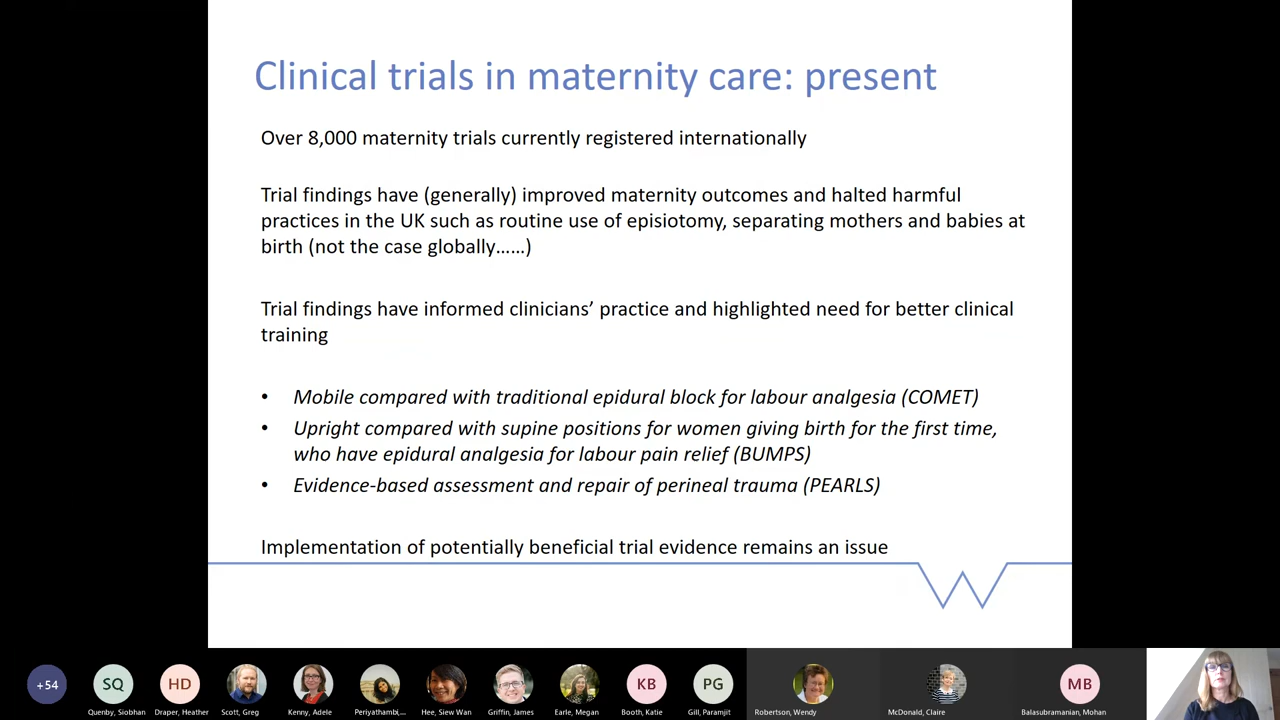 Clinical trials in maternity care: present
Over 8,000 maternity trials currently registered internationally
Trial findings have (generally) improved maternity outcomes and halted harmful
practices in the UK such as routine use of episiotomy, separating mothers and babies at
birth (not the case globally......)
Trial findings have informed clinicians’ practice and highlighted need for better clinical
training
• Mobile compared with traditional epidural block for labour analgesia (COMET)
• Upright compared with supine positions for women giving birth for the first time,
who have epidural analgesia for labour pain relief (BUMPS)
• Evidence-based assessment and repair of perineal trauma (PEARLS)
Implementation of potentially beneficial trial evidence remains an issue
+54
SQ
HD
KB
PG
MB
Quenby, Siobhan
Draper, Heather
Scott, Greg
Kenny, Adele
Periyathambi,...
Hee, Siew Wan
Griffin, James
Earle, Megan
Booth, Katie
Gill, Paramjit
Robertson, Wendy
McDonald, Claire
Balasubramanian, Mohan